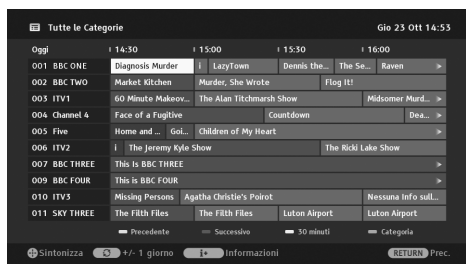 Tutte le Categorie Gio 23 Ott 14:53
Oggi 14:30 15:00 15:30 16:00
001 BBC ONE Diagnosis Murder i LazyTown Dennis the... The Se... Raven
002 BBC TWO Market Kitchen Murder, She Wrote Flog It!
003 ITV1 60 Minute Makeov... The Alan Titchmarsh Show Midsomer Murd...
004 Channel 4 Face of a Fugitive Countdown Dea...
005 Five Home and ... Goi... Children of My Heart
006 ITV2 i The Jeremy Kyle Show The Ricki Lake Show
007 BBC THREE This Is BBC THREE
009 BBC FOUR This is BBC FOUR
010 ITV3 Missing Persons Agatha Christie's Poirot Nessuna Info sull...
011 SKY THREE The Filth Files The Filth Files Luton Airport Luton Airport
Precedente Successivo 30 minuti Categoria
Sintonizza +/- 1 giorno i+ Informazioni RETURN Prec.